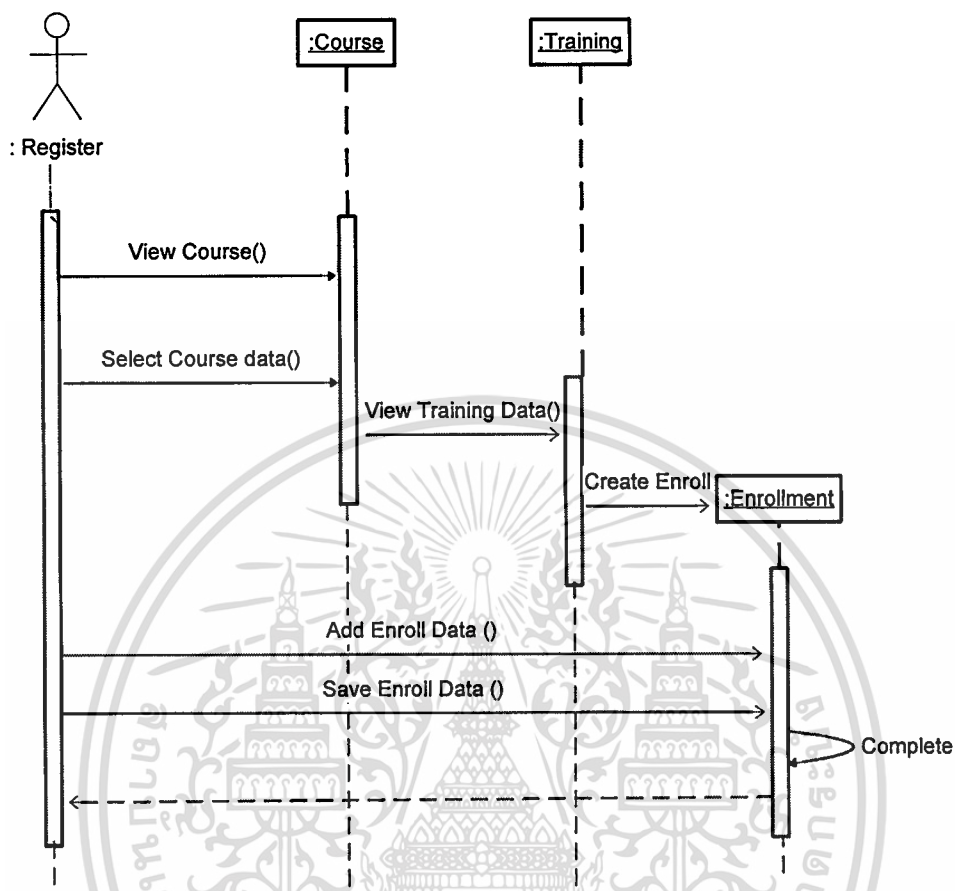 :Course
:Training
: Register
View Course()
Select Course data()
View Training Data()
Create Enroll
:Enrollment
Add Enroll Data ()
Save Enroll Data ()
Complete